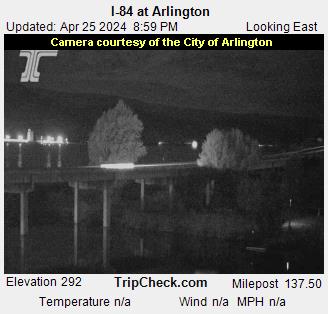 I-84 at Arlington
Updated: Apr 25 2024 8:59 PM Looking East
Camera courtesy of the City of Arlington
Elevation 292 TripCheck.com Milepost 137.50
Temperature n/a Wind n/a MPH n/a